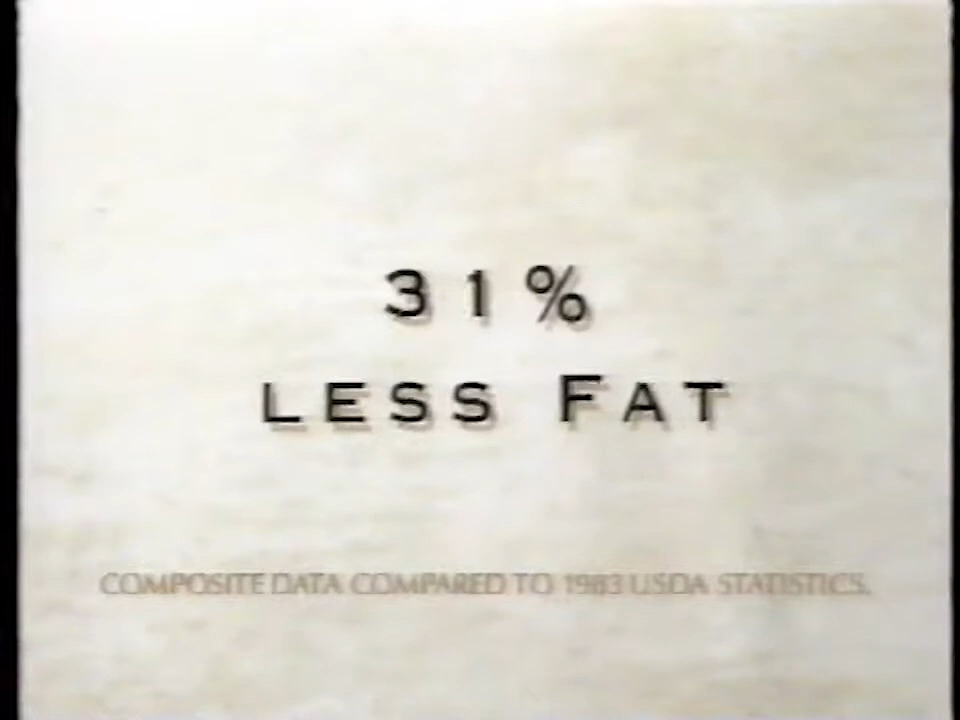 31%
LESS FAT
COMPOSITE DATA COMPARED TO 1983 USDA STATISTICS.